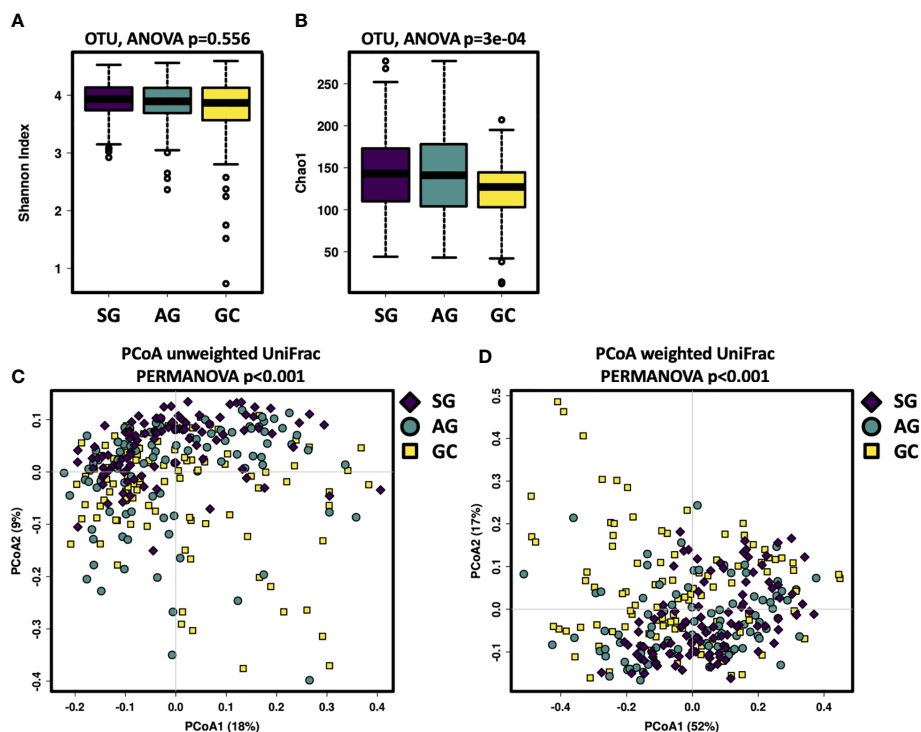 A
OTU, ANOVA p=0.556
Shannon Index
4
3
2
1
SG AG GC
B
OTU, ANOVA p=3e-04
Chao1
250
200
150
100
50
SG AG GC
C
PCoA unweighted UniFrac
PERMANOVA p<0.001
PCoA2 (9%)
0.1
0.0
-0.1
-0.2
-0.3
-0.4
-0.2 -0.1 0.0 0.1 0.2 0.3 0.4
PCoA1 (18%)
SG
AG
GC
D
PCoA weighted UniFrac
PERMANOVA p<0.001
PCoA2 (17%)
0.5
0.4
0.3
0.2
0.1
0.0
-0.1
-0.4 -0.2 0.0 0.2 0.4
PCoA1 (52%)
SG
AG
GC